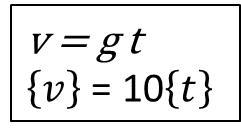 v = g t
{v} = 10{t}